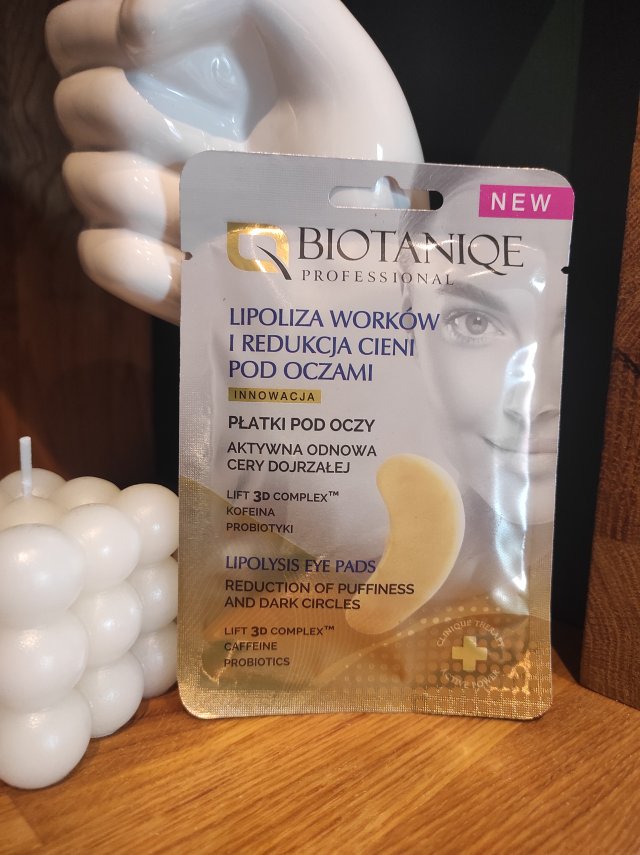 NEW
BIOTANIQE
PROFESSIONAL
LIPOLIZA WORKÓW
I REDUKCJA CIENI
POD OCZAMI
INNOWACJA
PŁATKI POD OCZY
AKTYWNA ODNOWA
CERY DOJRZAŁEJ
LIFT 3D COMPLEX™
KOFEINA
PROBIOTYKI
LIPOLYSIS EYE PADS
REDUCTION OF PUFFINESS
AND DARK CIRCLES
LIFT 3D COMPLEX™
CAFFEINE
PROBIOTICS
CLINIQUE